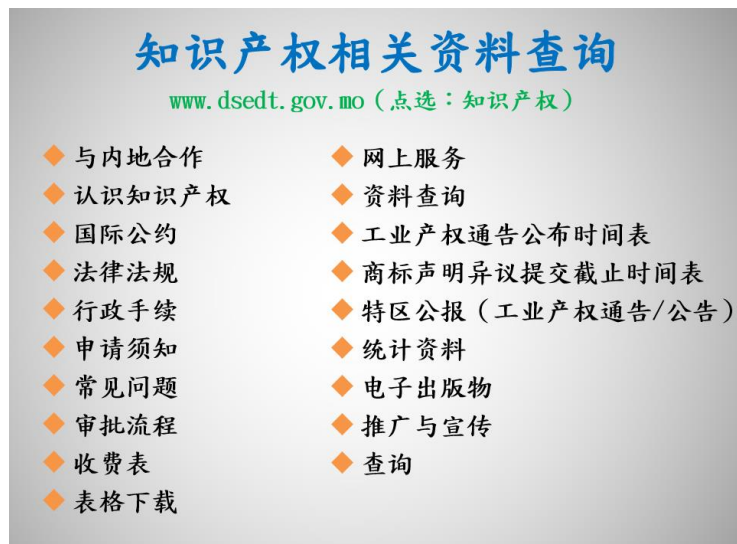 知识产权相关资料查询
www.dsedt.gov.mo（点选：知识产权）
与内地合作
认识知识产权
国际公约
法律法规
行政手续
申请须知
常见问题
审批流程
收费表
表格下载
网上服务
资料查询
工业产权通告公布时间表
商标声明异议提交截止时间表
特区公报（工业产权通告/公告）
统计资料
电子出版物
推广与宣传
查询